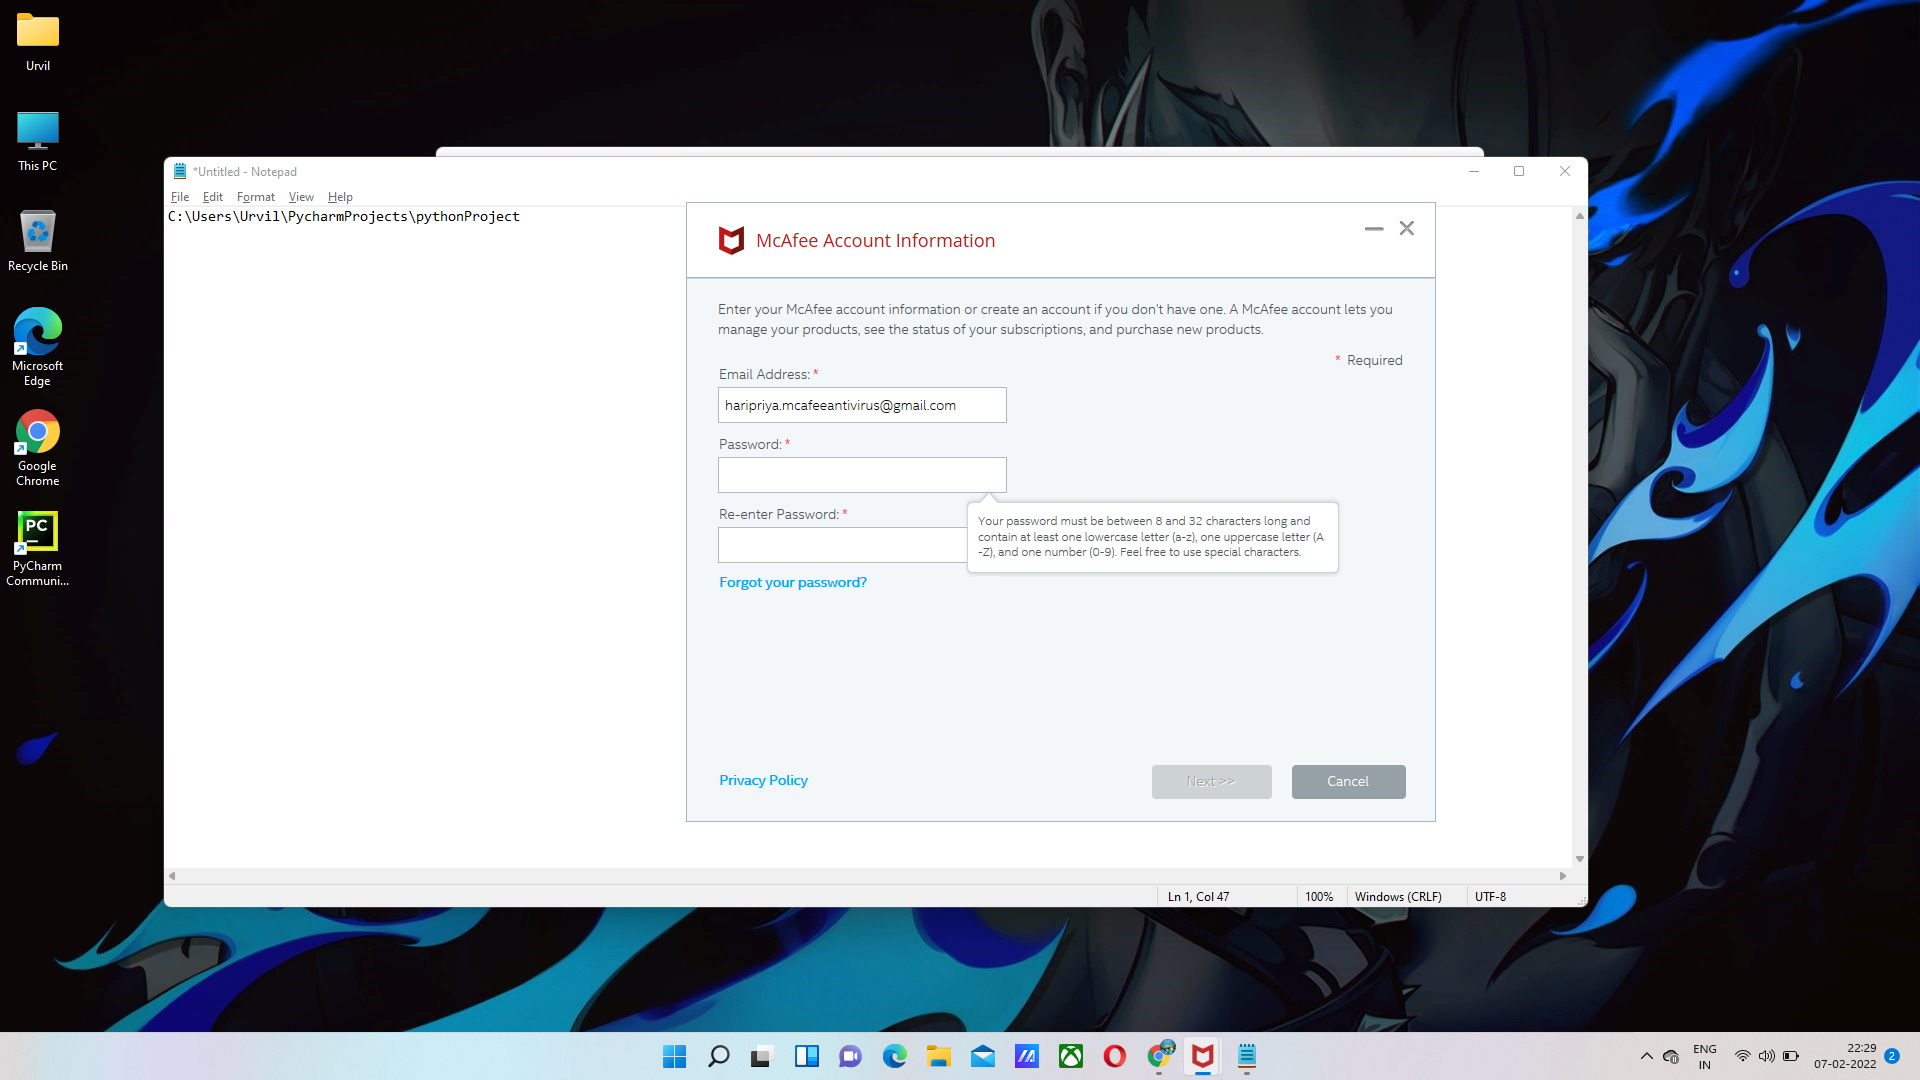 Urvil
This PC
Recycle Bin
Microsoft
Edge
Google
Chrome
PC
PyCharm
Communi...
*Untitled - Notepad
File Edit Format View Help
C:\Users\Urvil\PycharmProjects\pythonProject
McAfee Account Information
Enter your McAfee account information or create an account if you don't have one. A McAfee account lets you
manage your products, see the status of your subscriptions, and purchase new products.
* Required
Email Address: *
haripriya.mcafeeantivirus@gmail.com
Password: *
Re-enter Password: *
Your password must be between 8 and 32 characters long and
contain at least one lowercase letter (a-z), one uppercase letter (A
-Z), and one number (0-9). Feel free to use special characters.
Forgot your password?
Privacy Policy
Next >>
Cancel
Ln 1, Col 47
100%
Windows (CRLF)
UTF-8
ENG
IN
22:29
07-02-2022
2